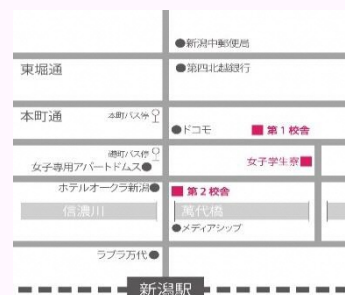 ●新潟中郵便局
東堀通
●第四北越銀行
本町通
本町バス停
●ドコモ
■第1校舎
礎町バス停
女子専用アパートドムス●
女子学生寮■
ホテルオークラ新潟●
■第2校舎
信濃川
萬代橋
●メディアシップ
ラブラ万代●
新潟駅